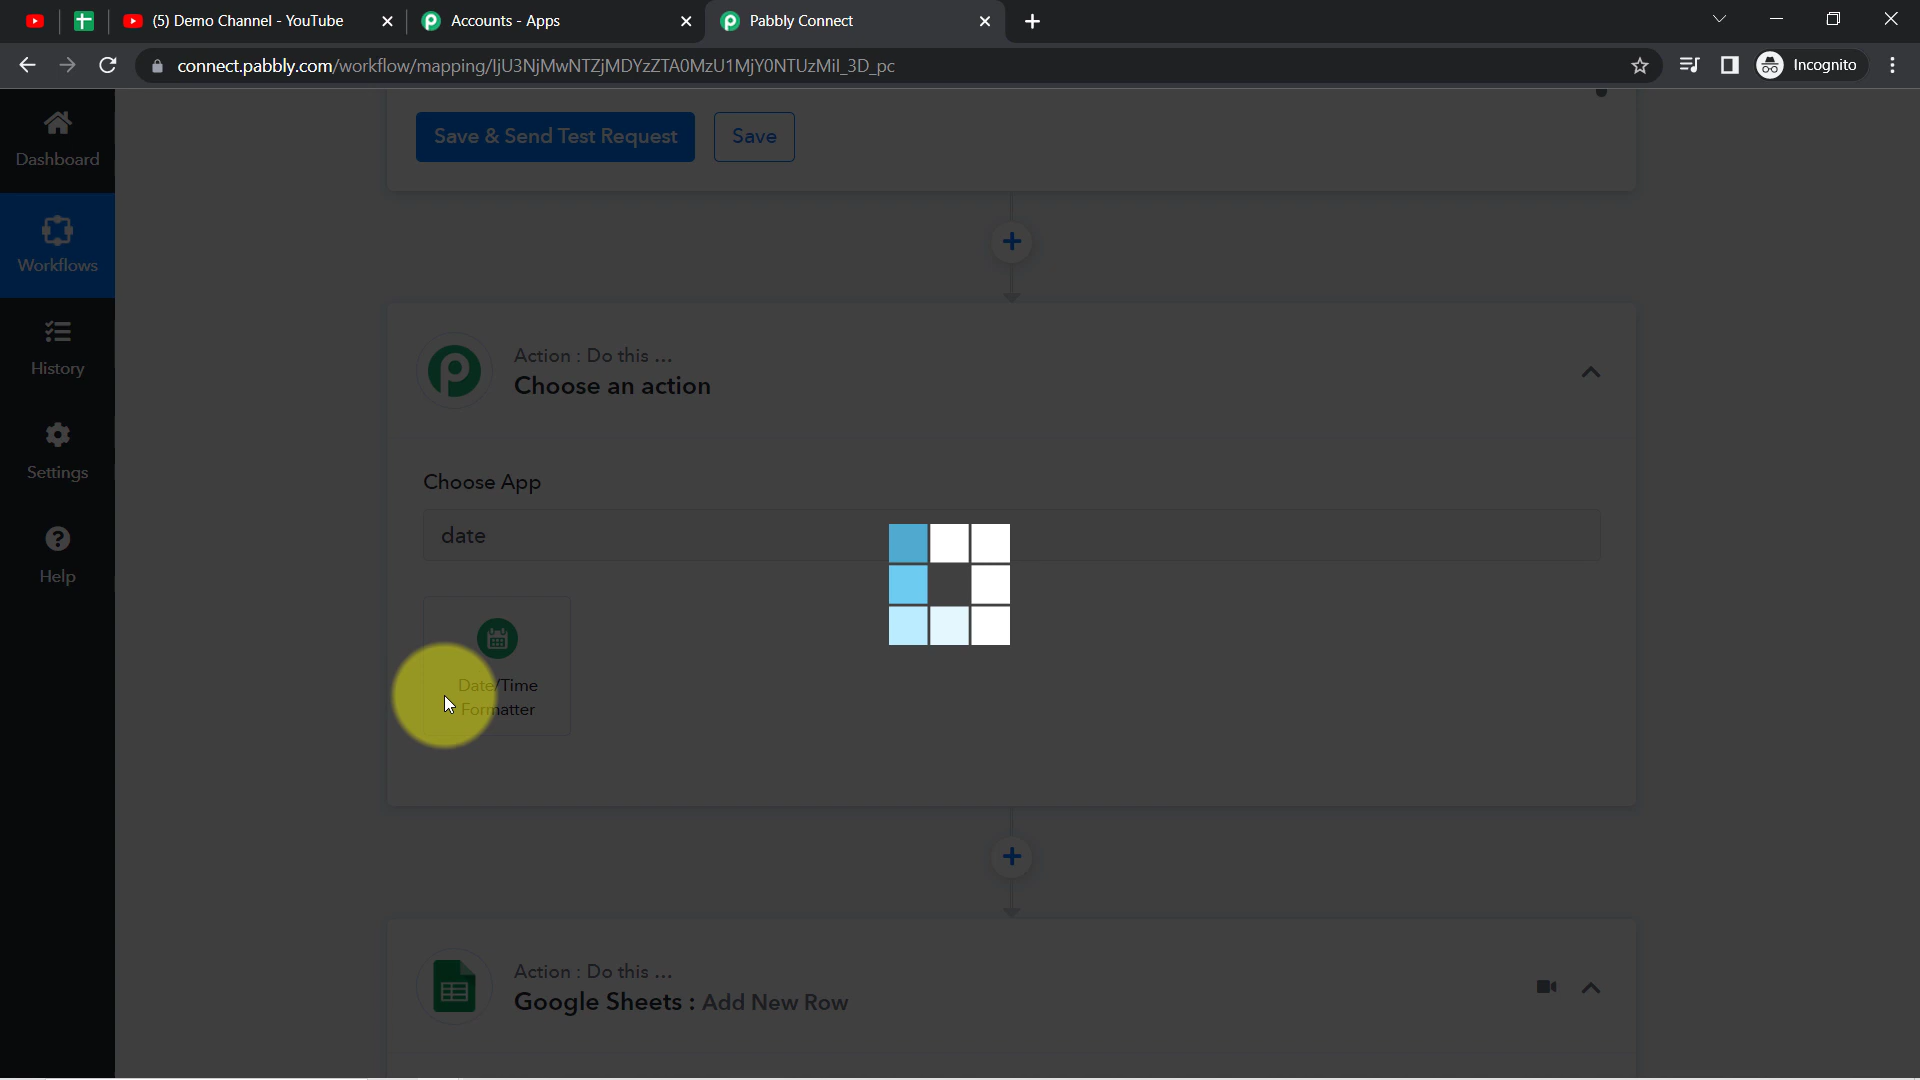 (5) Demo Channel - YouTube
Accounts - Apps
Pabbly Connect
connect.pabbly.com/workflow/mapping/IjU3NjMwNTZjMDYzZTA0MzU1MjY0NTUzMiI_3D_pc
Incognito
Dashboard
Workflows
History
Settings
Help
Save & Send Test Request
Save
Action : Do this ...
Choose an action
Choose App
date
Date/Time
Formatter
Action : Do this ...
Google Sheets : Add New Row